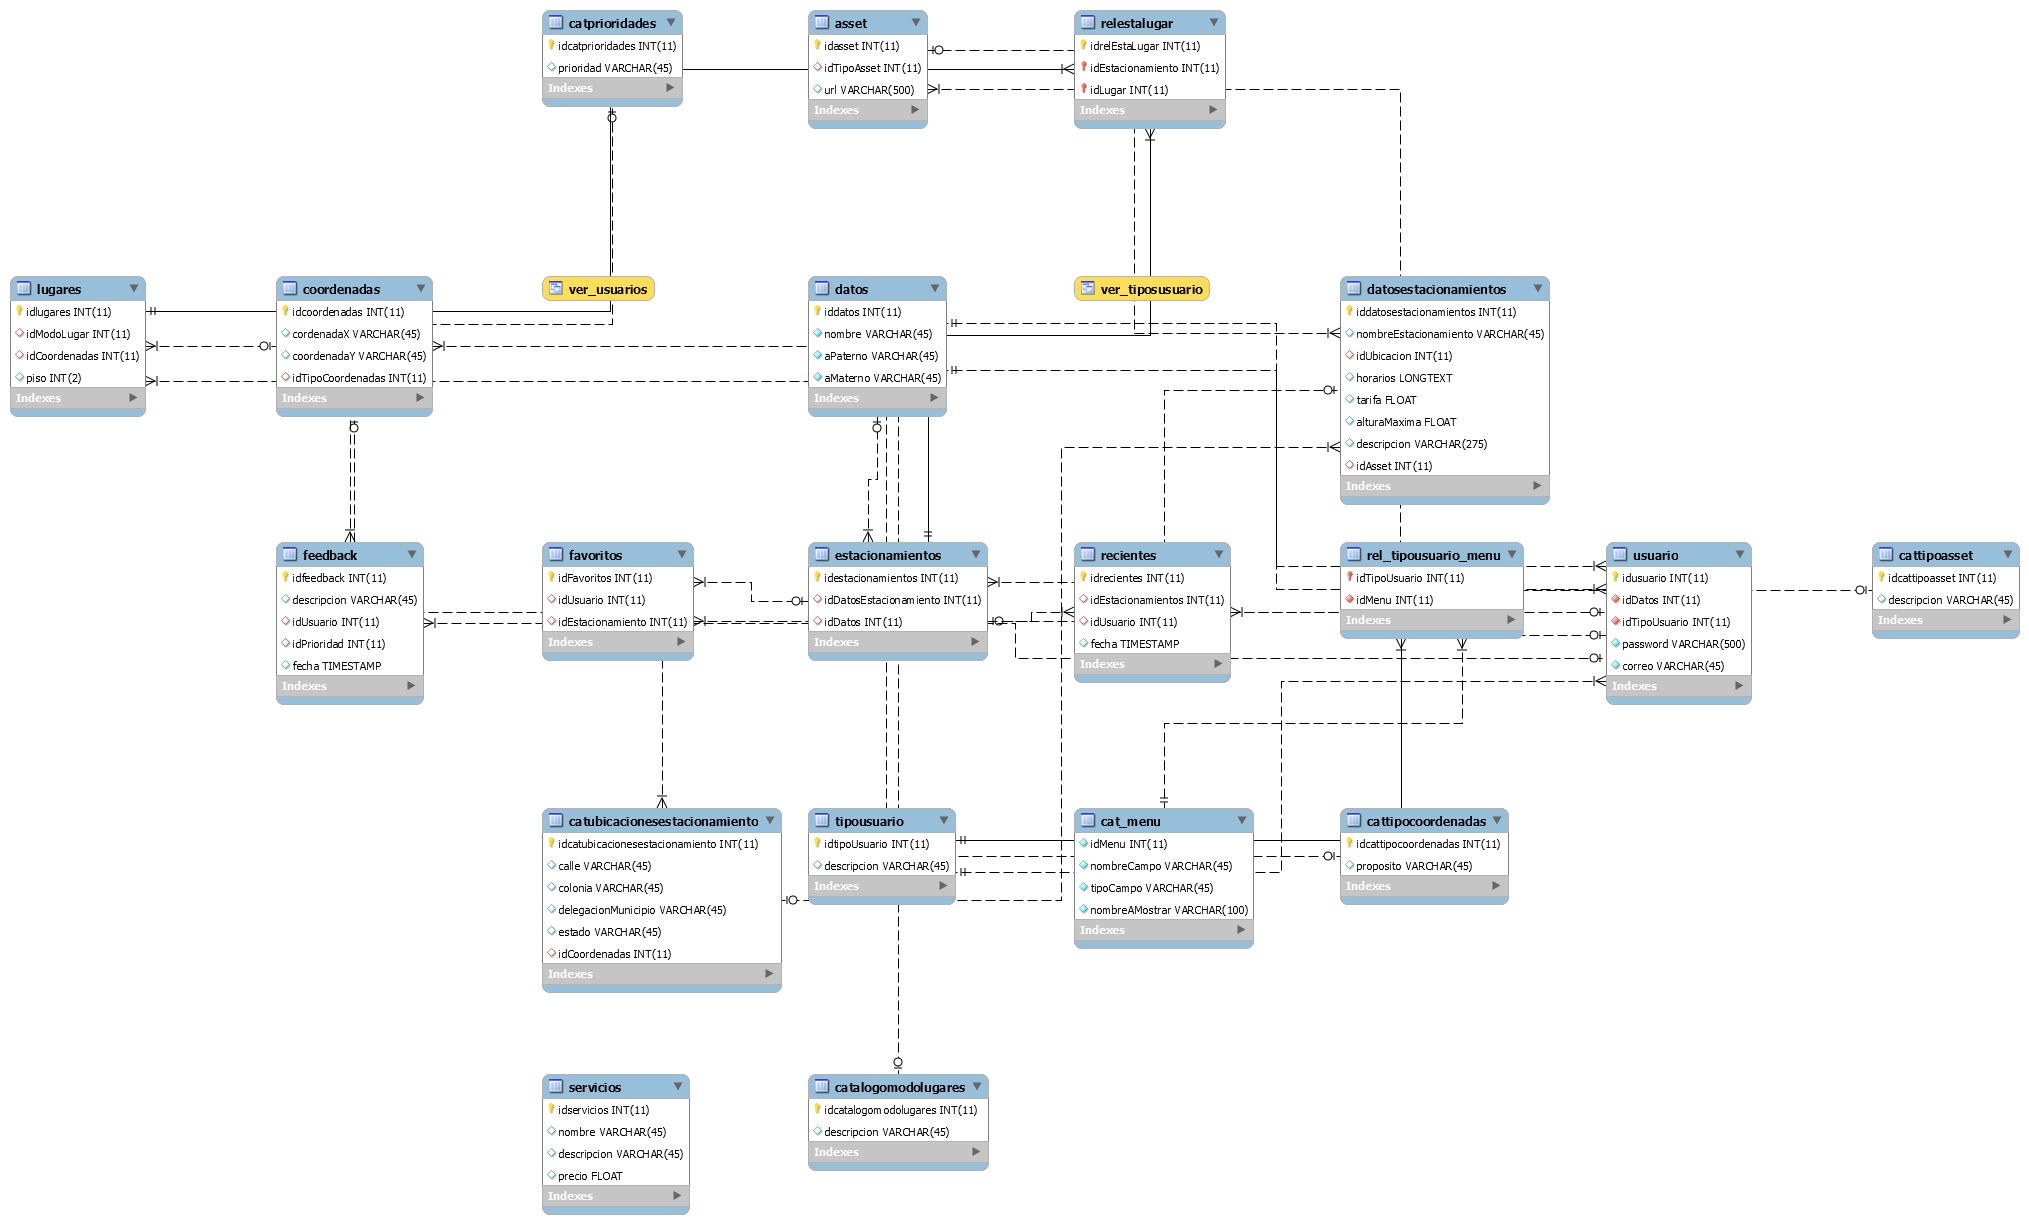 catprioridades
idcatprioridades INT(11)
prioridad VARCHAR(45)
Indexes
asset
idasset INT(11)
idTipoAsset INT(11)
url VARCHAR(500)
Indexes
relestalugar
idrelEstaLugar INT(11)
idEstacionamiento INT(11)
idLugar INT(11)
Indexes
lugares
idlugares INT(11)
idModoLugar INT(11)
idCoordenadas INT(11)
piso INT(2)
Indexes
coordenadas
idcoordenadas INT(11)
cordenadaX VARCHAR(45)
coordenadaY VARCHAR(45)
idTipoCoordenadas INT(11)
Indexes
ver_usuarios
datos
iddatos INT(11)
nombre VARCHAR(45)
aPaterno VARCHAR(45)
aMaterno VARCHAR(45)
Indexes
ver_tiposusuario
datosestacionamientos
iddatosestacionamientos INT(11)
nombreEstacionamiento VARCHAR(45)
idUbicacion INT(11)
horarios LONGTEXT
tarifa FLOAT
alturaMaxima FLOAT
descripcion VARCHAR(275)
idAsset INT(11)
Indexes
feedback
idfeedback INT(11)
descripcion VARCHAR(45)
idUsuario INT(11)
idPrioridad INT(11)
fecha TIMESTAMP
Indexes
favoritos
idFavoritos INT(11)
idUsuario INT(11)
idEstacionamiento INT(11)
Indexes
estacionamientos
idestacionamientos INT(11)
idDatosEstacionamiento INT(11)
idDatos INT(11)
Indexes
recientes
idrecientes INT(11)
idEstacionamientos INT(11)
idUsuario INT(11)
fecha TIMESTAMP
Indexes
rel_tipousuario_menu
idTipoUsuario INT(11)
idMenu INT(11)
Indexes
usuario
idusuario INT(11)
idDatos INT(11)
idTipoUsuario INT(11)
password VARCHAR(500)
correo VARCHAR(45)
Indexes
cattipoasset
idcattipoasset INT(11)
descripcion VARCHAR(45)
Indexes
catubicacionesestacionamiento
idcatubicacionesestacionamiento INT(11)
calle VARCHAR(45)
colonia VARCHAR(45)
delegacionMunicipio VARCHAR(45)
estado VARCHAR(45)
idCoordenadas INT(11)
Indexes
tipousuario
idtipoUsuario INT(11)
descripcion VARCHAR(45)
Indexes
cat_menu
idMenu INT(11)
nombreCampo VARCHAR(45)
tipoCampo VARCHAR(45)
nombreAMostrar VARCHAR(100)
Indexes
cattipocoordenadas
idcattipocoordenadas INT(11)
proposito VARCHAR(45)
Indexes
servicios
idservicios INT(11)
nombre VARCHAR(45)
descripcion VARCHAR(45)
precio FLOAT
Indexes
catalogomodolugares
idcatalogomodolugares INT(11)
descripcion VARCHAR(45)
Indexes